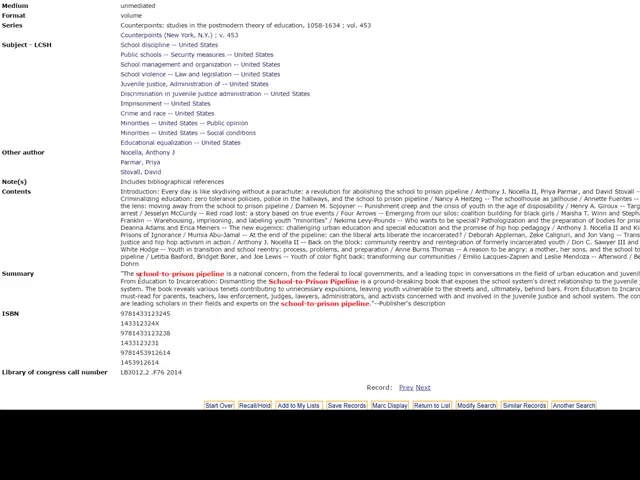 Medium unmediated
Format volume
Series Counterpoints: studies in the postmodern theory of education, 1058-1634 ; vol. 453
Counterpoints (New York, N.Y.) ; v. 453
Subject - LCSH School discipline -- United States
Public schools -- Security measures -- United States
School management and organization -- United States
School violence -- Law and legislation -- United States
Juvenile justice, Administration of -- United States
Discrimination in juvenile justice administration -- United States
Imprisonment -- United States
Crime and race -- United States
Minorities -- United States -- Public opinion
Minorities -- United States -- Social conditions
Educational equalization -- United States
Other author Nocella, Anthony J
Parmar, Priya
Stovall, David
Note(s) Includes bibliographical references
Contents Introduction: Every day is like skydiving without a parachute: a revolution for abolishing the school to prison pipeline / Anthony J. Nocella II, Priya Parmar, and David Stovall --
Criminalizing education: zero tolerance policies, police in the hallways, and the school to prison pipeline / Nancy A Heitzeg -- The schoolhouse as jailhouse / Annette Fuentes --
the lens: moving away from the school to prison pipeline / Damien M. Sojoyner -- Punishment creep and the crisis of youth in the age of disposability / Henry A. Giroux -- T
arrest / Jesselyn McCurdy -- Red road lost: a story based on true events / Four Arrows -- Emerging from our silos: coalition building for black girls / Maisha T. Winn and Steph
Franklin -- Warehousing, imprisoning, and labeling youth "minorities" / Nekima Levy-Pounds -- Who wants to be special? Pathologization and the preparation of bodies for
Deanna Adams and Erica Meiners -- The new eugenics: challenging urban education and special education and the promise of hip hop pedagogy / Anthony J. Nocella II and Ki
Prisons of Ignorance / Mumia Abu-Jamal -- At the end of the pipeline: can the liberal arts liberate the incarcerated? / Deborah Appleman, Zeke Caligiuri, and Jon Vang --
justice and hip hop activism in action / Anthony J. Nocella II -- Back on the block: community reentry and reintegration of formerly incarcerated youth / Don C. Sawyer III and
White Hodge -- Youth in transition and school reentry: process, problems, and preparation / Anne Burns Thomas -- A reason to be angry: a mother, her sons, and the school to
pipeline / Letitia Basford, Bridget Borer, and Joe Lewis -- Youth of color fight back: transforming our communities / Emilio Lacques-Zapien and Leslie Mendoza -- Afterword / Be
Dohrn
Summary "The school-to-prison pipeline is a national concern, from the federal to local governments, and a leading topic in conversations in the field of urban education and juvenil
From Education to Incarceration: Dismantling the School-to-Prison Pipeline is a ground-breaking book that exposes the school system's direct relationship to the juvenile j
system. The book reveals various tenets contributing to unnecessary expulsions, leaving youth vulnerable to the streets and, ultimately, behind bars. From Education to Incarce
must-read for parents, teachers, law enforcement, judges, lawyers, administrators, and activists concerned with and involved in the juvenile justice and school system. The con
are leading scholars in their fields and experts on the school-to-prison pipeline."--Publisher's description
ISBN 9781433123245
143312324X
9781433123238
1433123231
9781453912614
1453912614
Library of congress call number LB3012.2 .F76 2014
Record: Prev Next
Start Over Recall/Hold Add to My Lists Save Records Marc Display Return to List Modify Search Similar Records Another Search